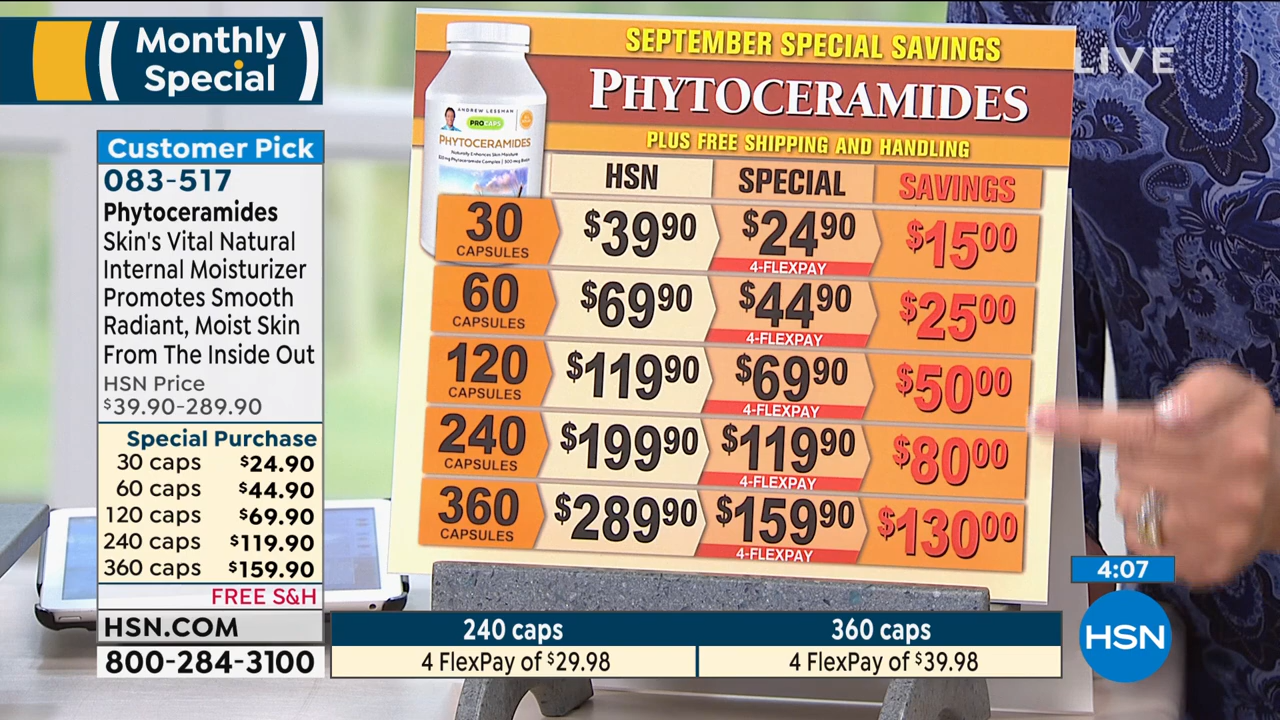 Monthly
Special
Customer Pick
083-517
Phytoceramides
Skin's Vital Natural
Internal Moisturizer
Promotes Smooth
Radiant, Moist Skin
From The Inside Out
HSN Price
$39.90-289.90
Special Purchase
30 caps $24.90
60 caps $44.90
120 caps $69.90
240 caps $119.90
360 caps $159.90
FREE S&H
HSN.COM
800-284-3100
SEPTEMBER SPECIAL SAVINGS
PHYTOCERAMIDES
PLUS FREE SHIPPING AND HANDLING
HSN SPECIAL SAVINGS
30 CAPSULES $39.90 $24.90 4-FLEXPAY $15.00
60 CAPSULES $69.90 $44.90 4-FLEXPAY $25.00
120 CAPSULES $119.90 $69.90 4-FLEXPAY $50.00
240 CAPSULES $199.90 $119.90 4-FLEXPAY $80.00
360 CAPSULES $289.90 $159.90 4-FLEXPAY $130.00
ANDREW LESSMAN
PROCAPS
PHYTOCERAMIDES
Naturally Enhances Skin Moisture
LIVE
4:07
HSN
240 caps 360 caps
4 FlexPay of $29.98 4 FlexPay of $39.98